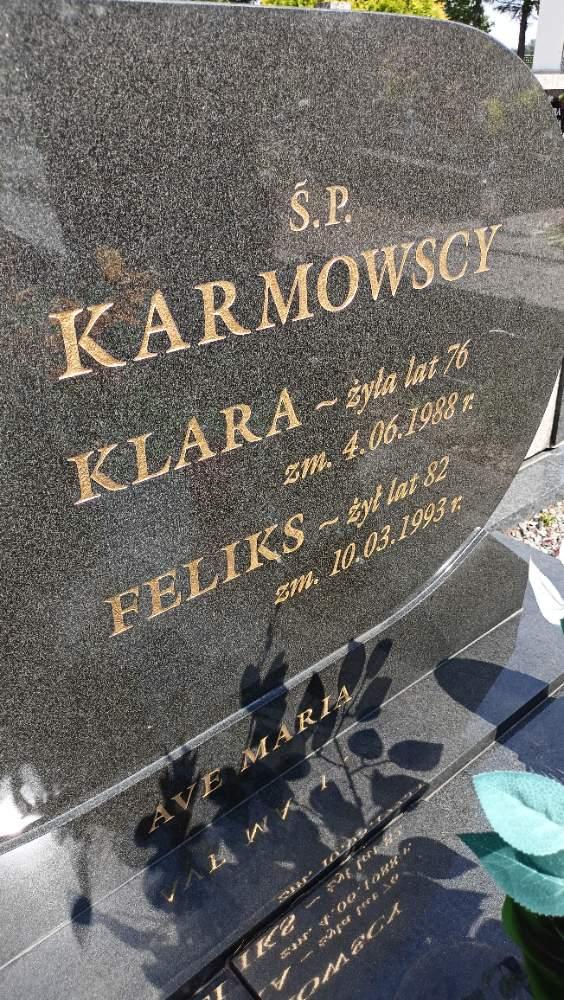 Ś.P.
KARMOWSCY
KLARA ~ żyła lat 76
zm. 4.06.1988 r.
FELIKS ~ żył lat 82
zm. 10.03.1993 r.
AVE MARIA